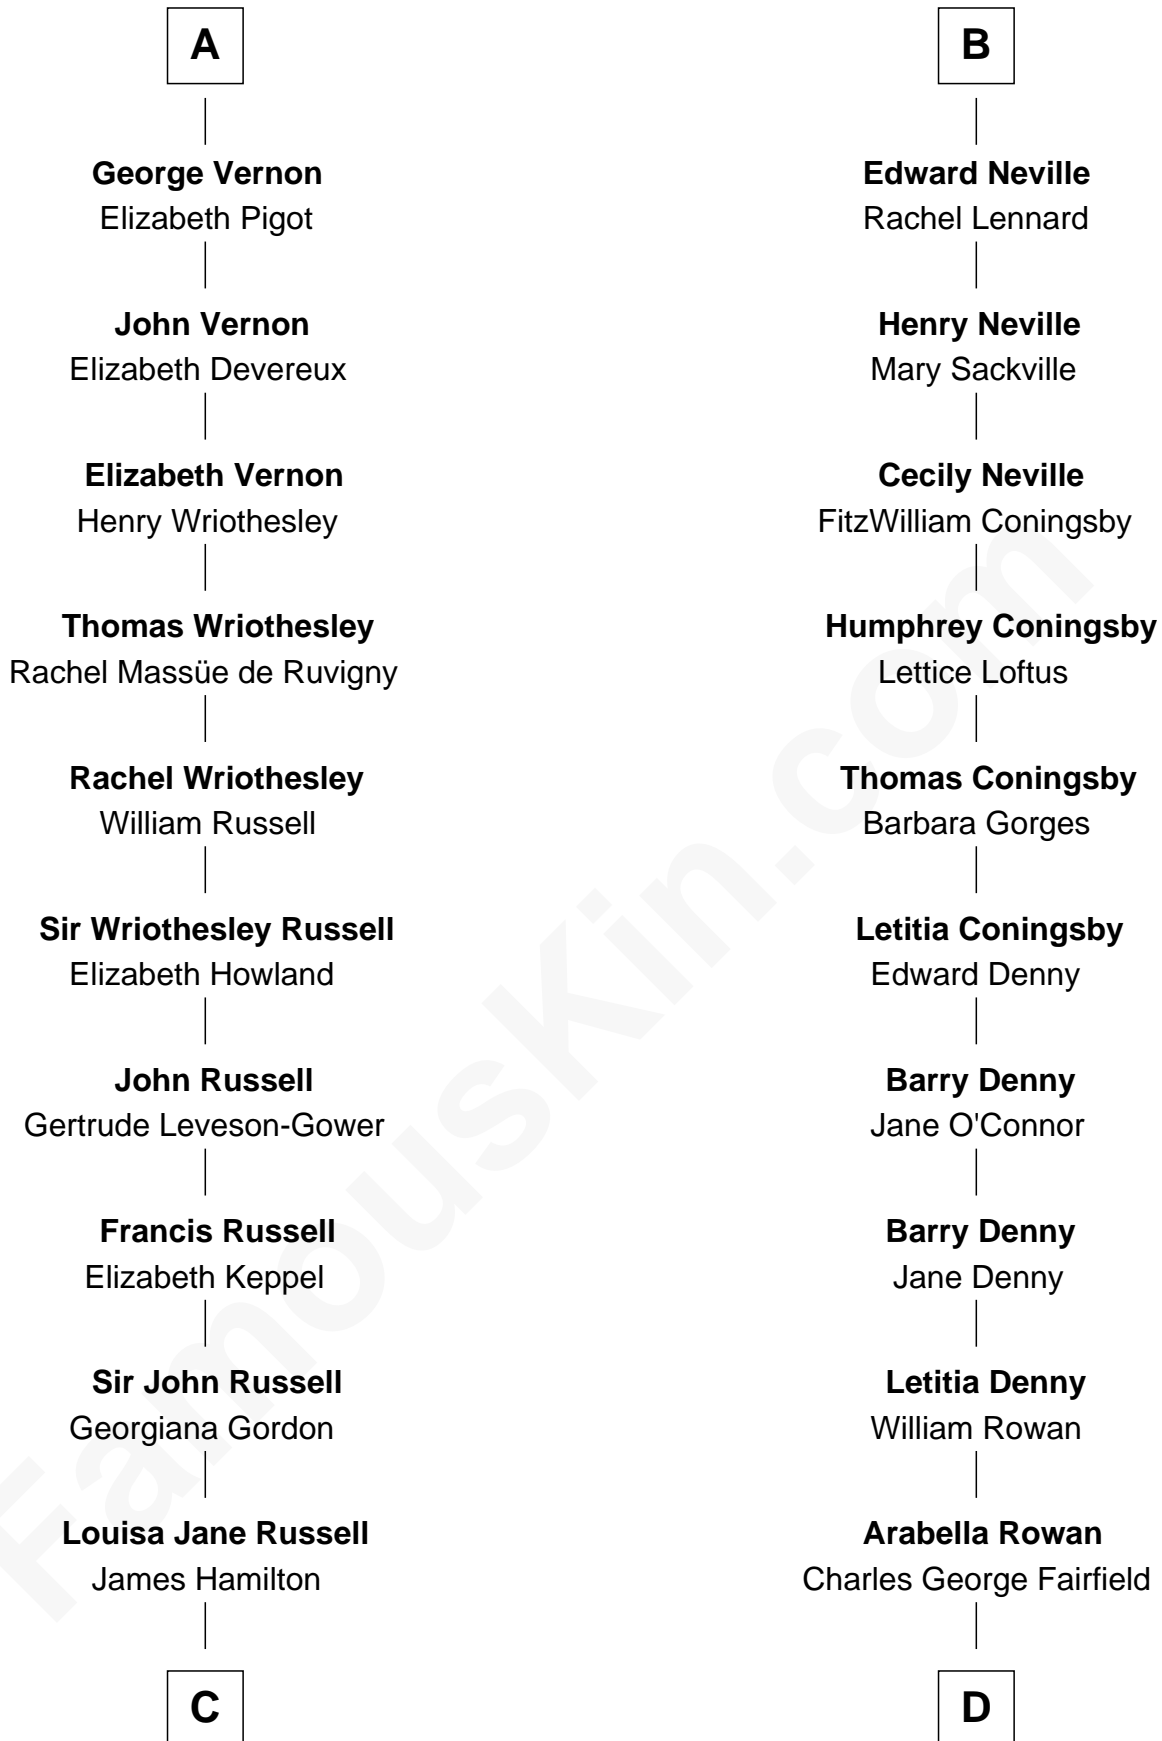 A
George Vernon
Elizabeth Pigot
John Vernon
Elizabeth Devereux
Elizabeth Vernon
Henry Wriothesley
Thomas Wriothesley
Rachel Massüe de Ruvigny
Rachel Wriothesley
William Russell
Sir Wriothesley Russell
Elizabeth Howland
John Russell
Gertrude Leveson-Gower
Francis Russell
Elizabeth Keppel
Sir John Russell
Georgiana Gordon
Louisa Jane Russell
James Hamilton
C
B
Edward Neville
Rachel Lennard
Henry Neville
Mary Sackville
Cecily Neville
FitzWilliam Coningsby
Humphrey Coningsby
Lettice Loftus
Thomas Coningsby
Barbara Gorges
Letitia Coningsby
Edward Denny
Barry Denny
Jane O'Connor
Barry Denny
Jane Denny
Letitia Denny
William Rowan
Arabella Rowan
Charles George Fairfield
D
FamousKin.com